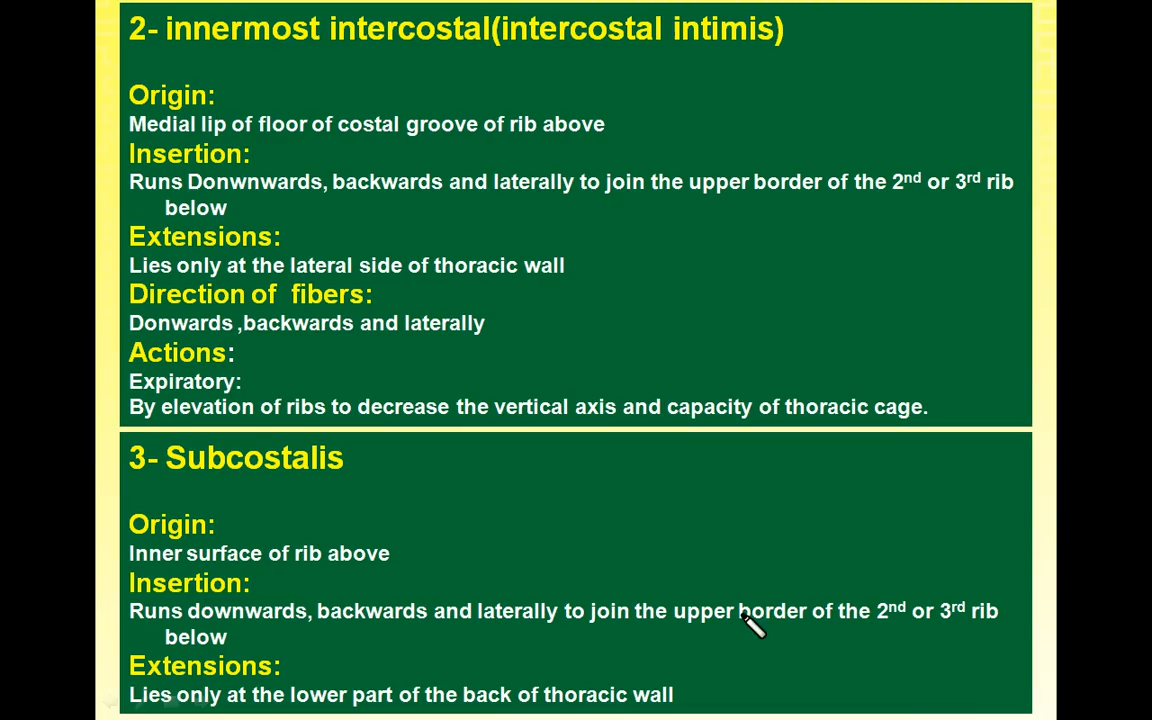 2- innermost intercostal(intercostal intimis)
Origin:
Medial lip of floor of costal groove of rib above
Insertion:
Runs Donwnwards, backwards and laterally to join the upper border of the 2nd or 3rd rib
below
Extensions:
Lies only at the lateral side of thoracic wall
Direction of fibers:
Donwards ,backwards and laterally
Actions:
Expiratory:
By elevation of ribs to decrease the vertical axis and capacity of thoracic cage.
3- Subcostalis
Origin:
Inner surface of rib above
Insertion:
Runs downwards, backwards and laterally to join the upper border of the 2nd or 3rd rib
below
Extensions:
Lies only at the lower part of the back of thoracic wall